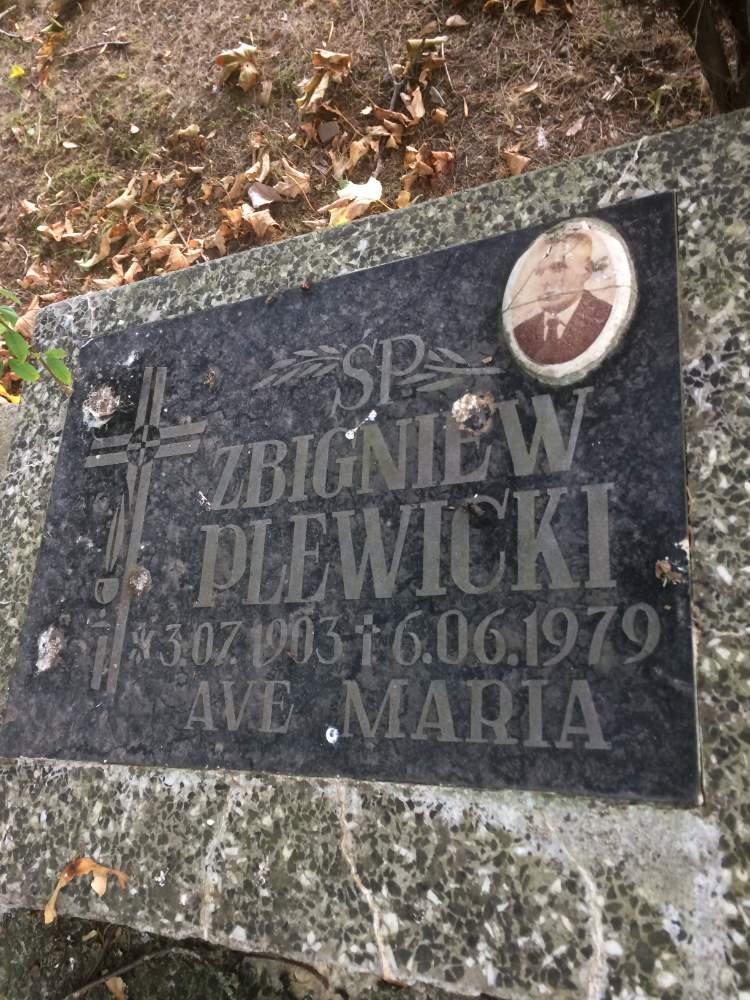 ŚP
ZBIGNIEW
PLEWICKI
*3.07.1903 † 6.06.1979
AVE MARIA